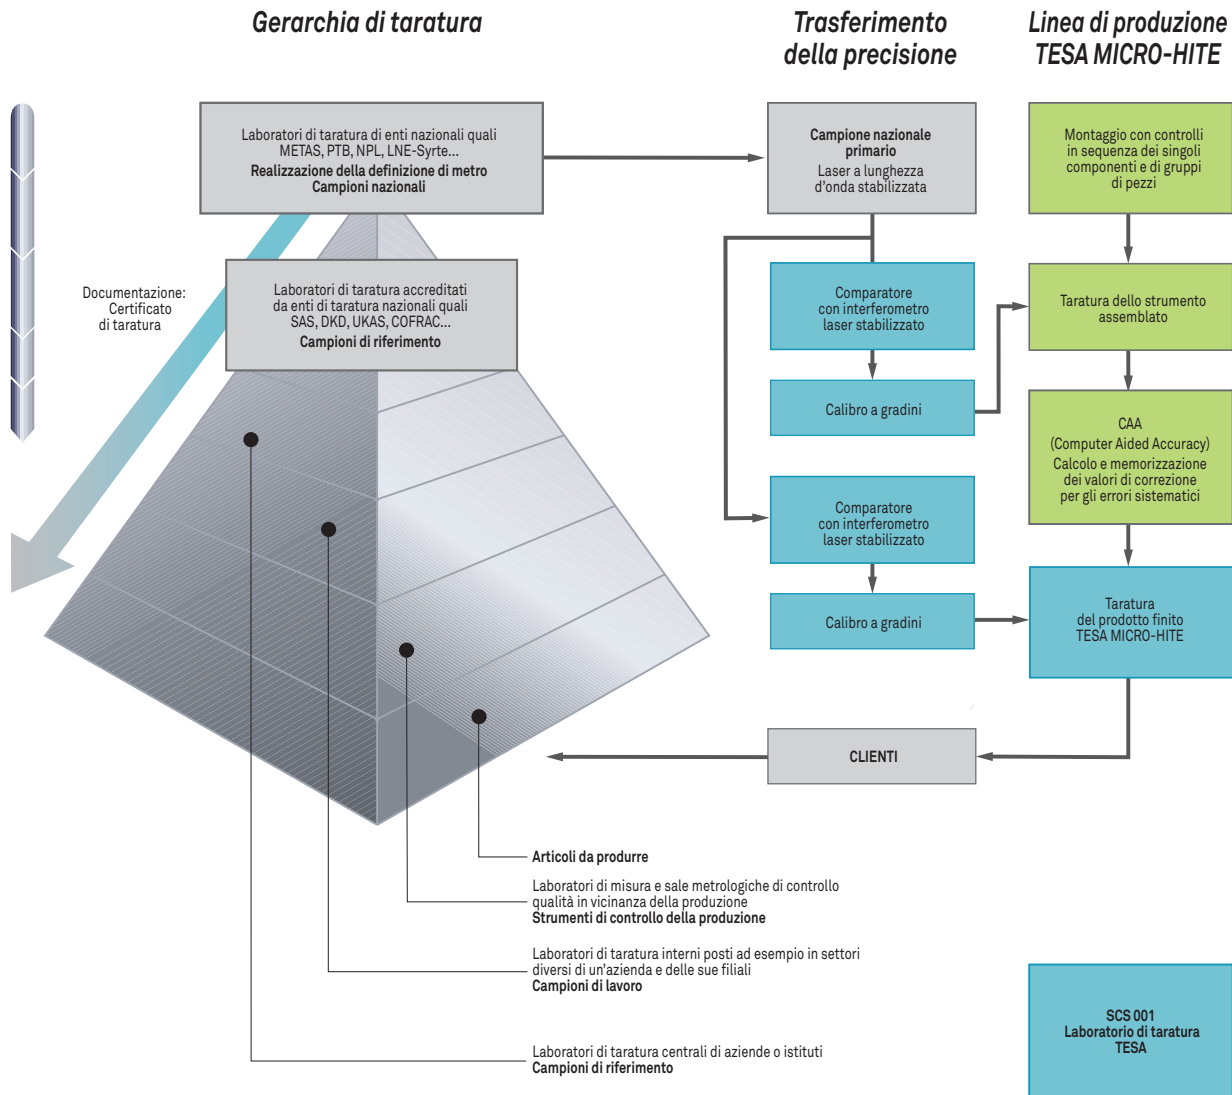 Gerarchia di taratura
Trasferimento
della precisione
Linea di produzione
TESA MICRO-HITE
Laboratori di taratura di enti nazionali quali
METAS, PTB, NPL, LNE-Syrte...
Realizzazione della definizione di metro
Campioni nazionali
Campione nazionale
primario
Laser a lunghezza
d'onda stabilizzata
Montaggio con controlli
in sequenza dei singoli
componenti e di gruppi
di pezzi
Documentazione:
Certificato
di taratura
Laboratori di taratura accreditati
da enti di taratura nazionali quali
SAS, DKD, UKAS, COFRAC...
Campioni di riferimento
Comparatore
con interferometro
laser stabilizzato
Taratura dello strumento
assemblato
Calibro a gradini
CAA
(Computer Aided Accuracy)
Calcolo e memorizzazione
dei valori di correzione
per gli errori sistematici
Comparatore
con interferometro
laser stabilizzato
Calibro a gradini
Taratura
del prodotto finito
TESA MICRO-HITE
CLIENTI
Articoli da produrre
Laboratori di misura e sale metrologiche di controllo
qualità in vicinanza della produzione
Strumenti di controllo della produzione
Laboratori di taratura interni posti ad esempio in settori
diversi di un'azienda e delle sue filiali
Campioni di lavoro
Laboratori di taratura centrali di aziende o istituti
Campioni di riferimento
SCS 001
Laboratorio di taratura
TESA